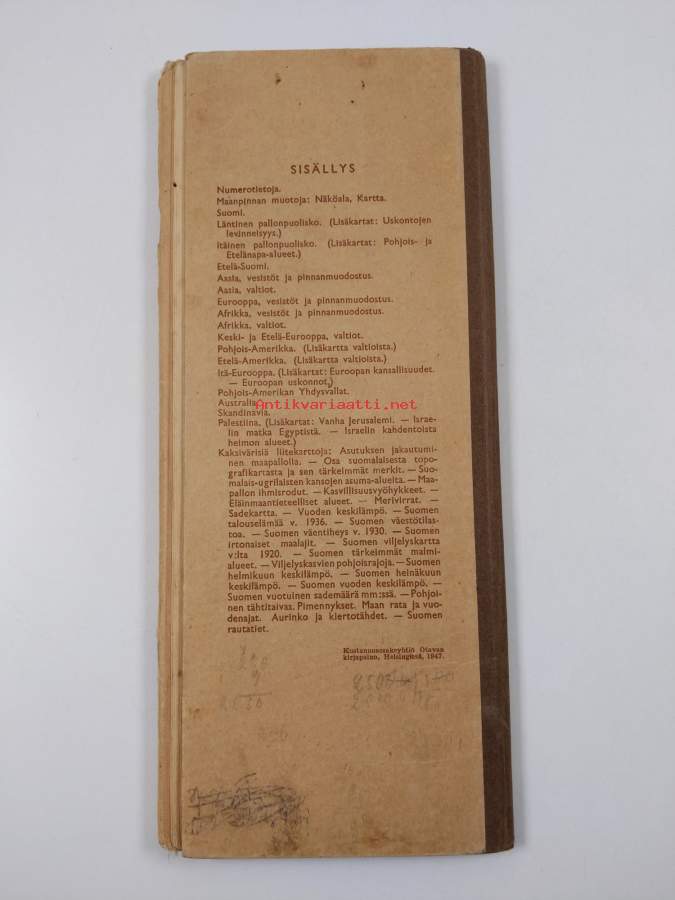 SISÄLLYS
Numerotietoja.
Maanpinnan muotoja: Näköala, Kartta.
Suomi.
Läntinen pallonpuolisko. (Lisäkartat: Uskontojen
levinneisyys.)
Itäinen pallonpuolisko. (Lisäkartat: Pohjois- ja
Etelänapa-alueet.)
Etelä-Suomi.
Aasia, vesistöt ja pinnanmuodostus.
Aasia, valtiot.
Eurooppa, vesistöt ja pinnanmuodostus.
Afrikka, vesistöt ja pinnanmuodostus.
Afrikka, valtiot.
Keski- ja Etelä-Eurooppa, valtiot.
Pohjois-Amerikka. (Lisäkartta valtioista.)
Etelä-Amerikka. (Lisäkartta valtioista.)
Itä-Eurooppa. (Lisäkartat: Euroopan kansallisuudet.
— Euroopan uskonnot.)
Pohjois-Amerikan Yhdysvallat.
Australia.
Antikvariaatti.net
Skandinavia.
Palestiina. (Lisäkartat: Vanha Jerusalemi. — Israe-
lin matka Egyptistä. — Israelin kahdentoista
heimon alueet.)
Kaksivärisiä liitekarttoja: Asutuksen jakautumi-
nen maapallolla. — Osa suomalaisesta topo-
grafikartasta ja sen tärkeimmät merkit. — Suo-
malais-ugrilaisten kansojen asuma-alueita. — Maa-
pallon ihmisrodut. — Kasvillisuusvyöhykkeet. —
Eläinmaantieteelliset alueet. — Merivirrat. —
Sadekartta. — Vuoden keskilämpö. — Suomen
talouselämää v. 1936. — Suomen väestötilas-
toa. — Suomen väentiheys v. 1930. — Suomen
irtonaiset maalajit. — Suomen viljelyskartta
v:lta 1920. — Suomen tärkeimmät malmi-
alueet. — Viljelyskasvien pohjoisrajoja. — Suomen
helmikuun keskilämpö. — Suomen heinäkuun
keskilämpö. — Suomen vuoden keskilämpö. —
Suomen vuotuinen sademäärä mm:ssä. — Pohjoi-
nen tähtitaivas. Pimennykset. Maan rata ja vuo-
denajat. Aurinko ja kiertotähdet. — Suomen
rautatiet.
Kustannusosakeyhtiö Otavan
kirjapaino, Helsingissä, 1947.